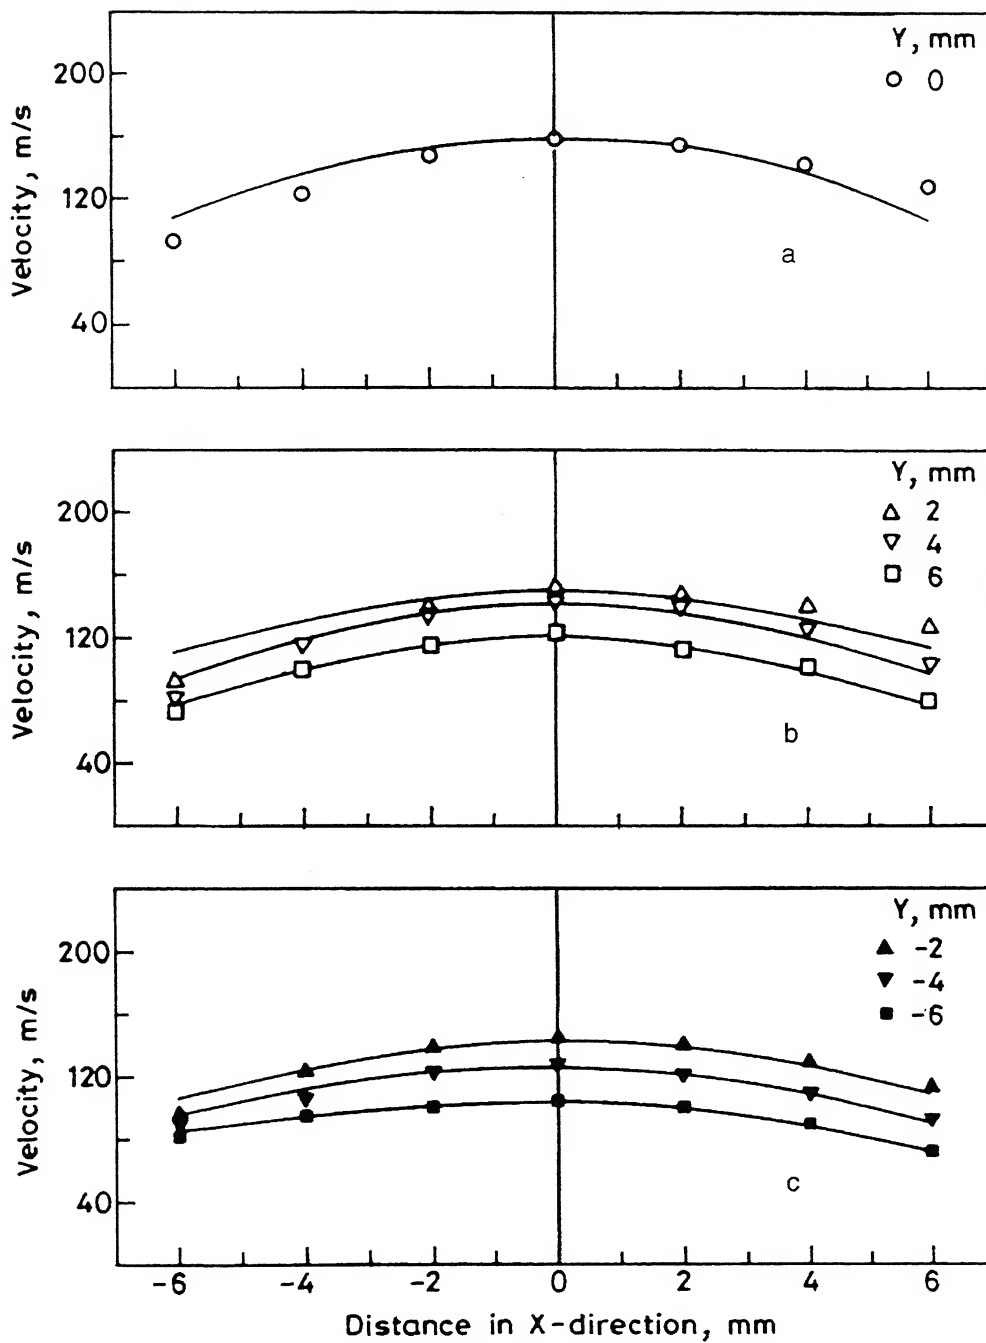 Y, mm
○ 0
200
120
40
Velocity, m/s
a
Y, mm
△ 2
▽ 4
□ 6
200
120
40
Velocity, m/s
b
Y, mm
▲ -2
▼ -4
■ -6
200
120
40
Velocity, m/s
c
-6 -4 -2 0 2 4 6
Distance in X-direction, mm